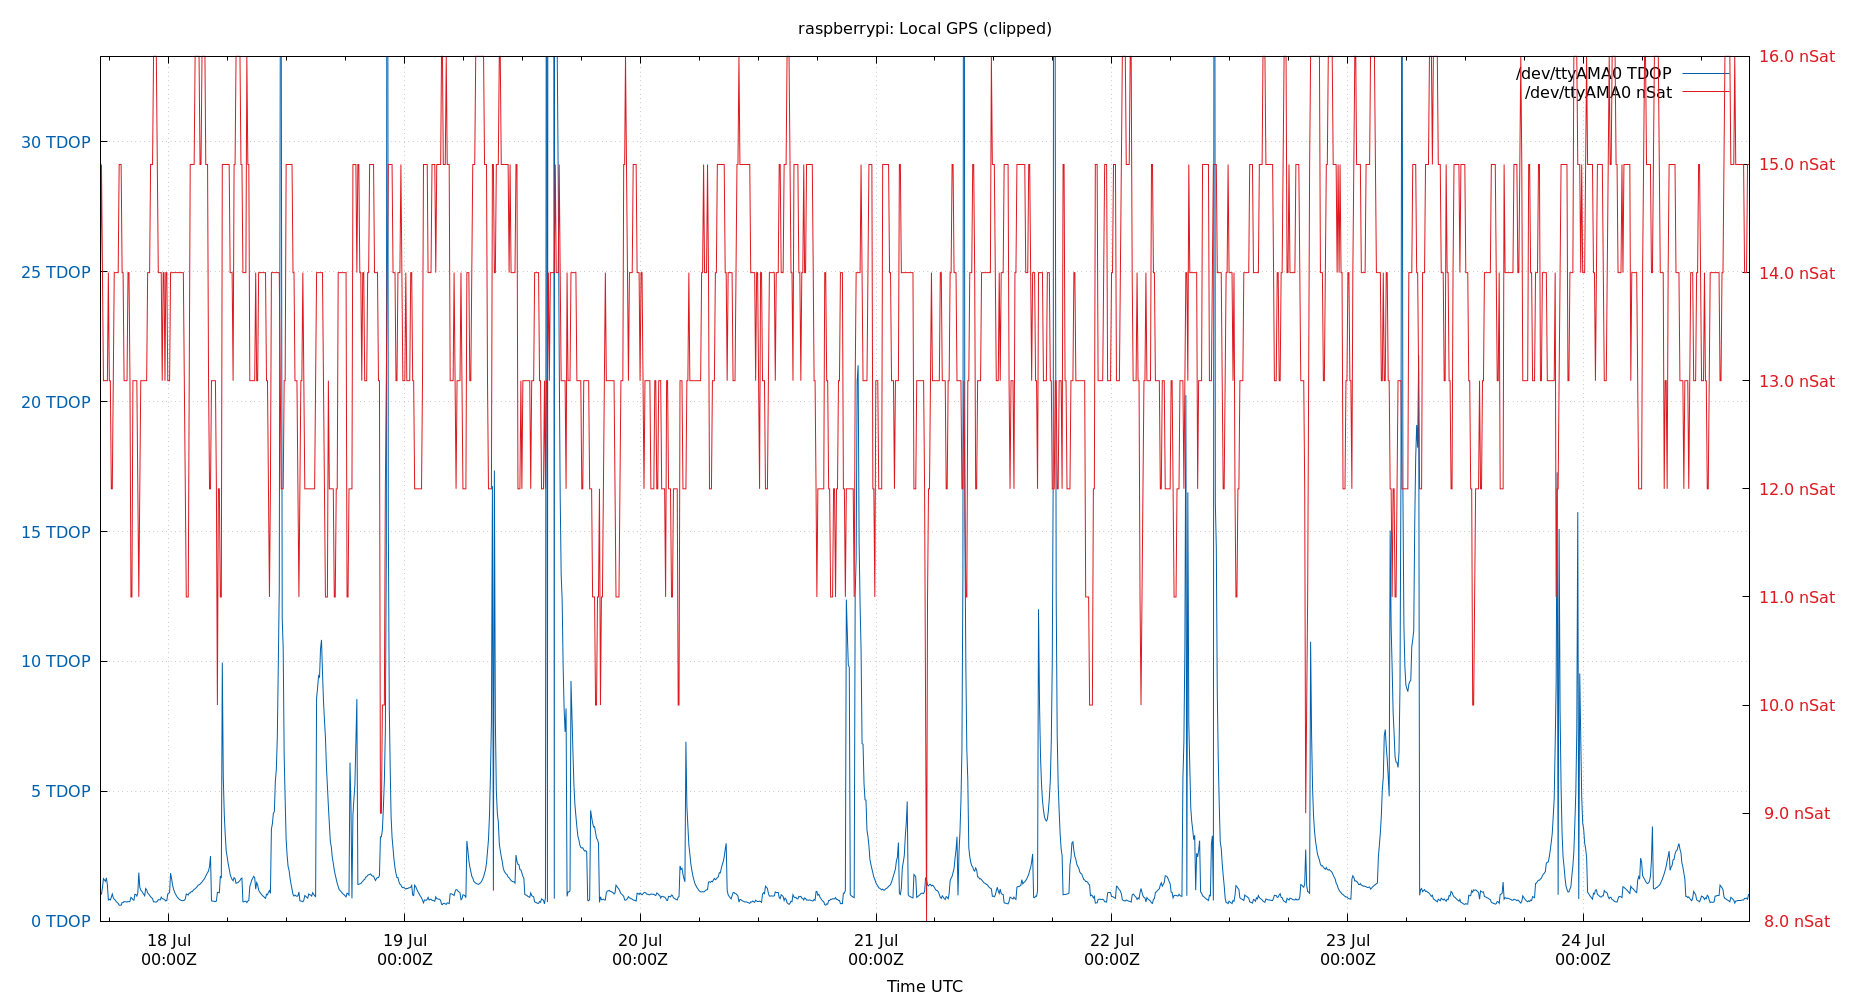 raspberrypi: Local GPS (clipped)
16.0 nSat
/dev/ttyAMA0 TDOP
/dev/ttyAMA0 nSat
30 TDOP
15.0 nSat
25 TDOP
14.0 nSat
13.0 nSat
20 TDOP
12.0 nSat
15 TDOP
11.0 nSat
10 TDOP
10.0 nSat
5 TDOP
9.0 nSat
0 TDOP
8.0 nSat
18 Jul 19 Jul 20 Jul 21 Jul 22 Jul 23 Jul 24 Jul
00:00Z 00:00Z 00:00Z 00:00Z 00:00Z 00:00Z 00:00Z
Time UTC